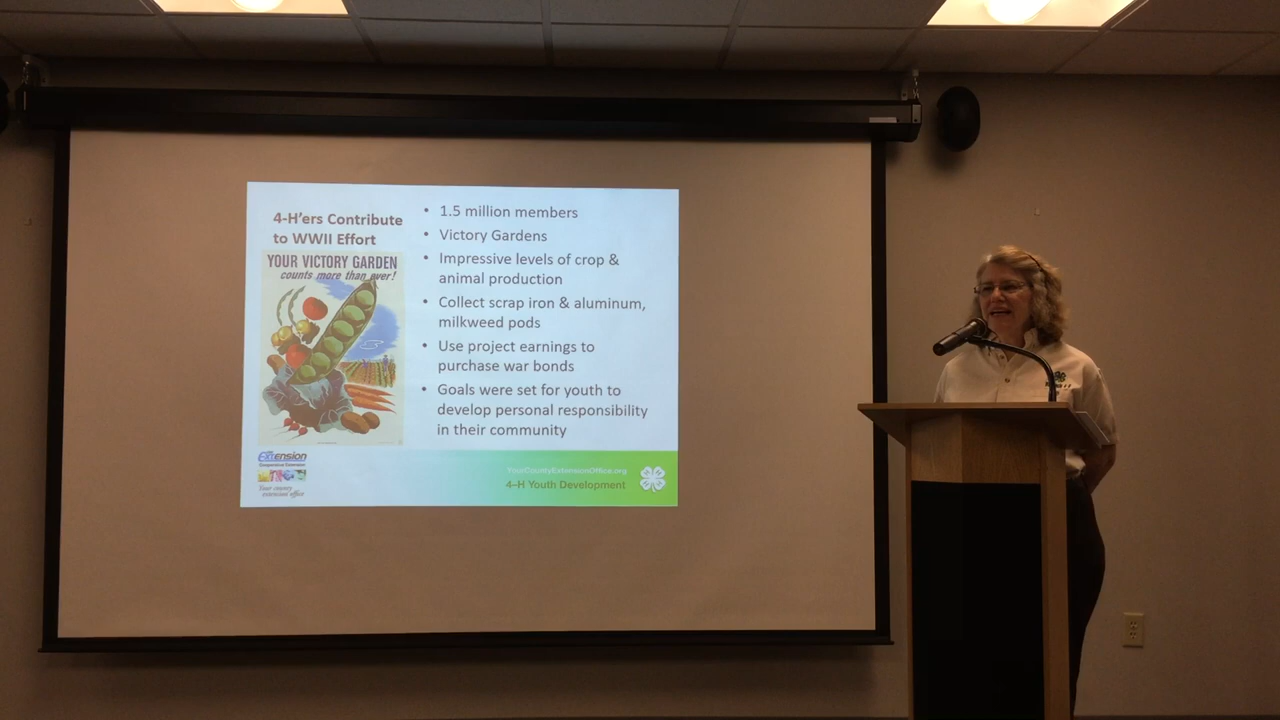 4-H'ers Contribute
to WWII Effort
YOUR VICTORY GARDEN
counts more than ever!
• 1.5 million members
• Victory Gardens
• Impressive levels of crop &
animal production
• Collect scrap iron & aluminum,
milkweed pods
• Use project earnings to
purchase war bonds
• Goals were set for youth to
develop personal responsibility
in their community
Extension
Cooperative Extension
Your county
extension office
YourCountyExtensionOffice.org
4-H Youth Development